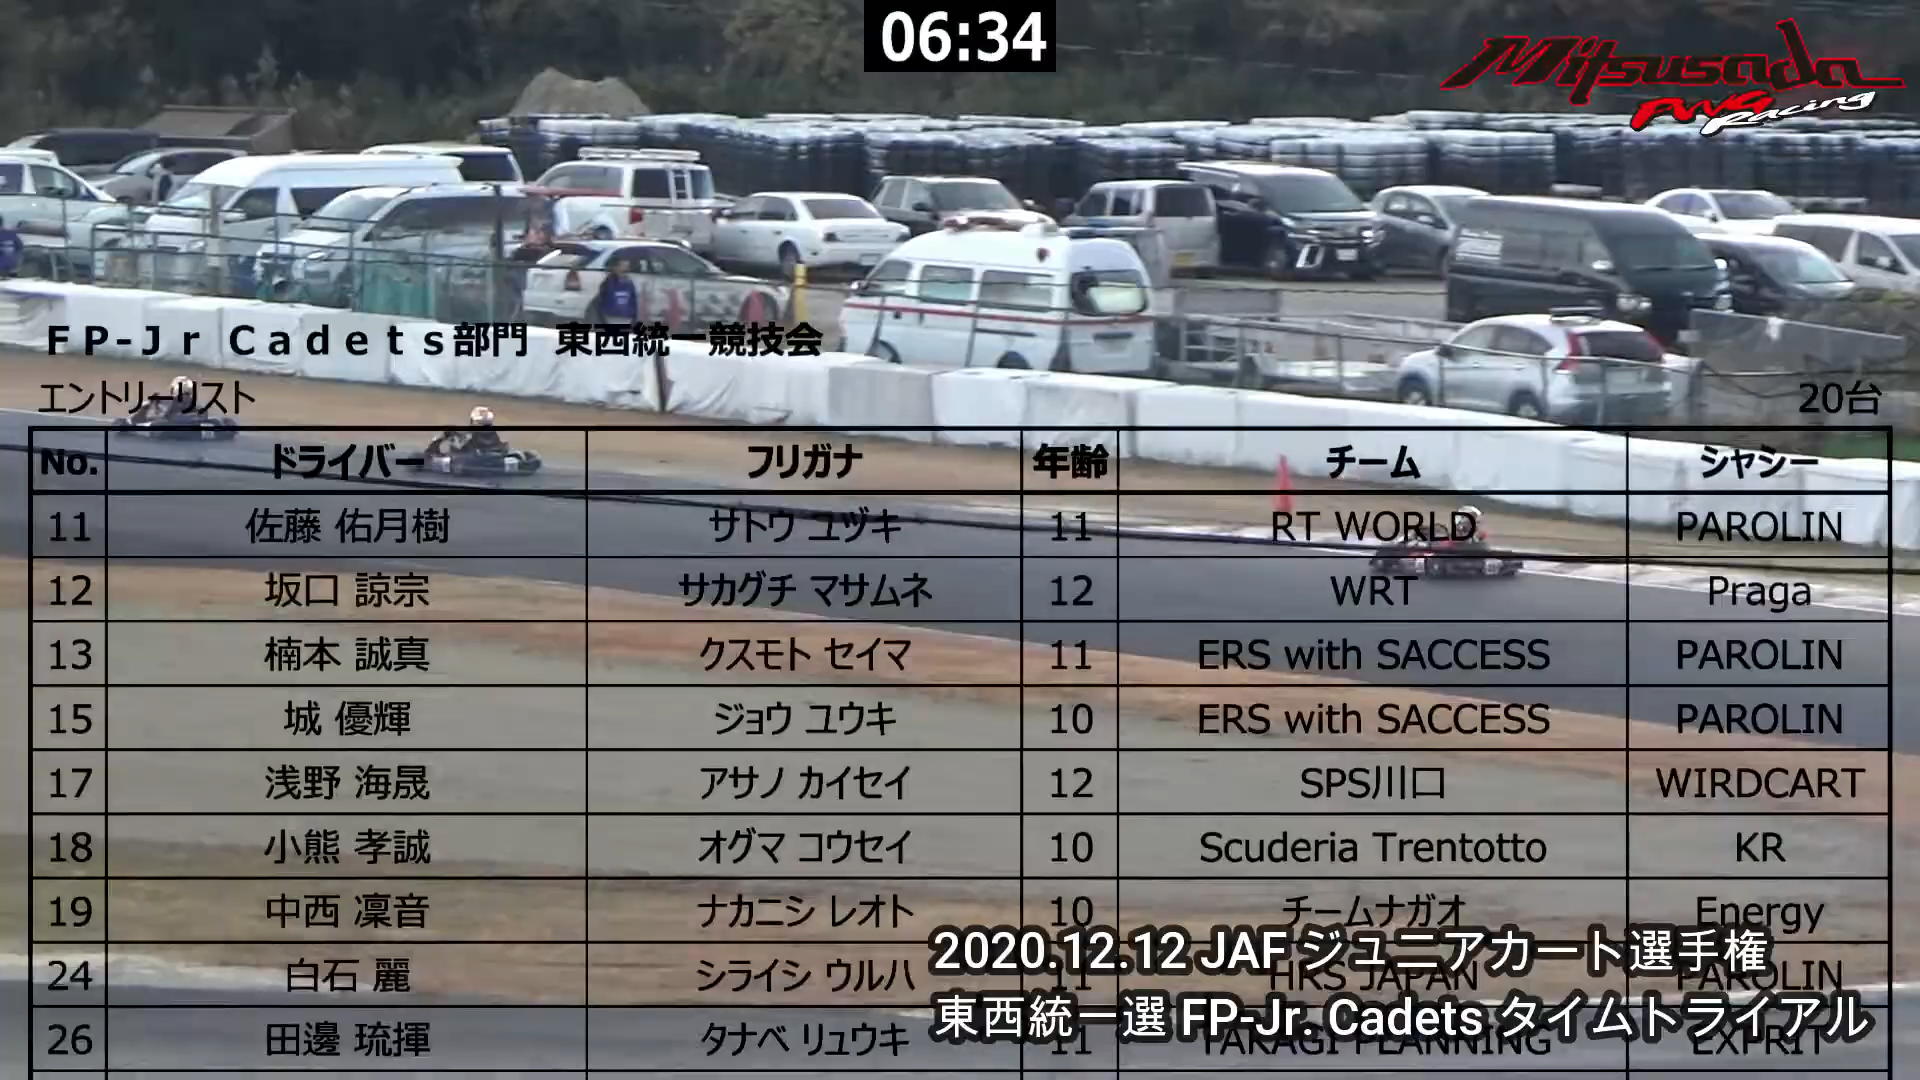 06:34
Mitsusada
PWG Racing
FP-Jr Cadets部門 東西統一競技会
エントリーリスト
20台
No. ドライバー フリガナ 年齢 チーム シャシー
11 佐藤 佑月樹 サトウ ユヅキ 11 RT WORLD PAROLIN
12 坂口 諒宗 サカグチ マサムネ 12 WRT Praga
13 楠本 誠真 クスモト セイマ 11 ERS with SACCESS PAROLIN
15 城 優輝 ジョウ ユウキ 10 ERS with SACCESS PAROLIN
17 浅野 海晟 アサノ カイセイ 12 SPS川口 WIRDCART
18 小熊 孝誠 オグマ コウセイ 10 Scuderia Trentotto KR
19 中西 凜音 ナカニシ レオト 10 チームナガオ Energy
24 白石 麗 シライシ ウルハ 11 HRS JAPAN PAROLIN
26 田邊 琉揮 タナベ リュウキ 11 TAKAGI PLANNING EXPRIT
2020.12.12 JAF ジュニアカート選手権
東西統一選 FP-Jr. Cadets タイムトライアル